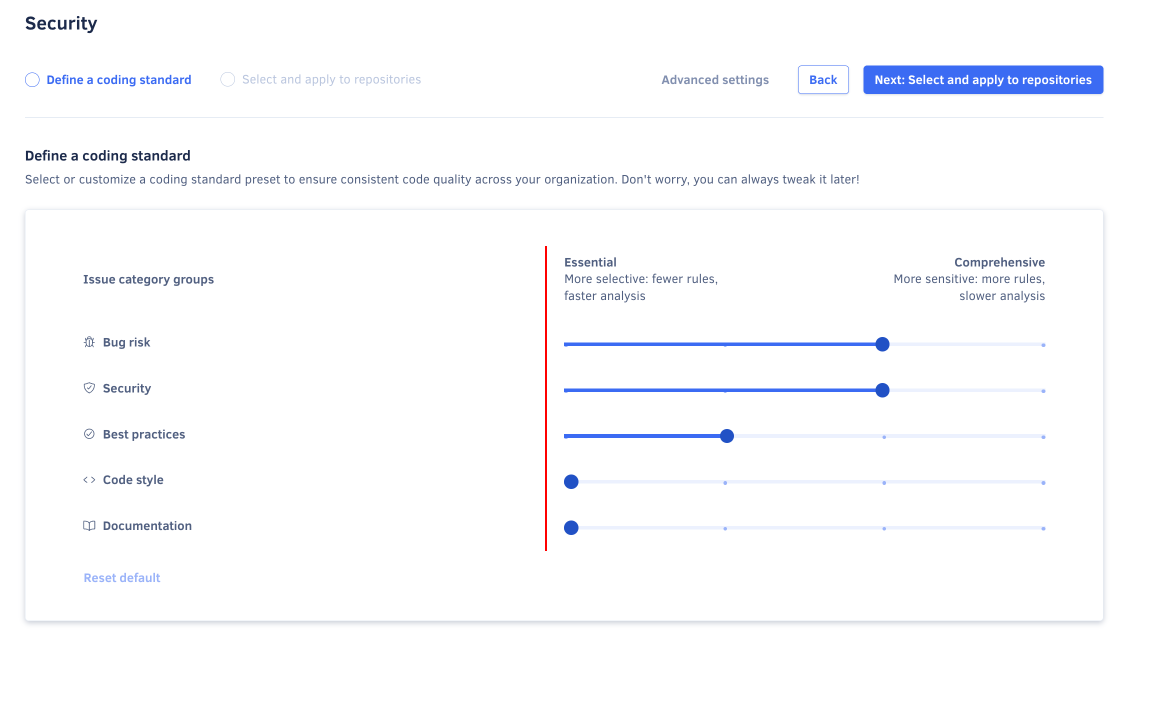 Security
Define a coding standard
Select and apply to repositories
Advanced settings
Back
Next: Select and apply to repositories
Define a coding standard
Select or customize a coding standard preset to ensure consistent code quality across your organization. Don't worry, you can always tweak it later!
Issue category groups
Essential
More selective: fewer rules,
faster analysis
Comprehensive
More sensitive: more rules,
slower analysis
Bug risk
Security
Best practices
Code style
Documentation
Reset default